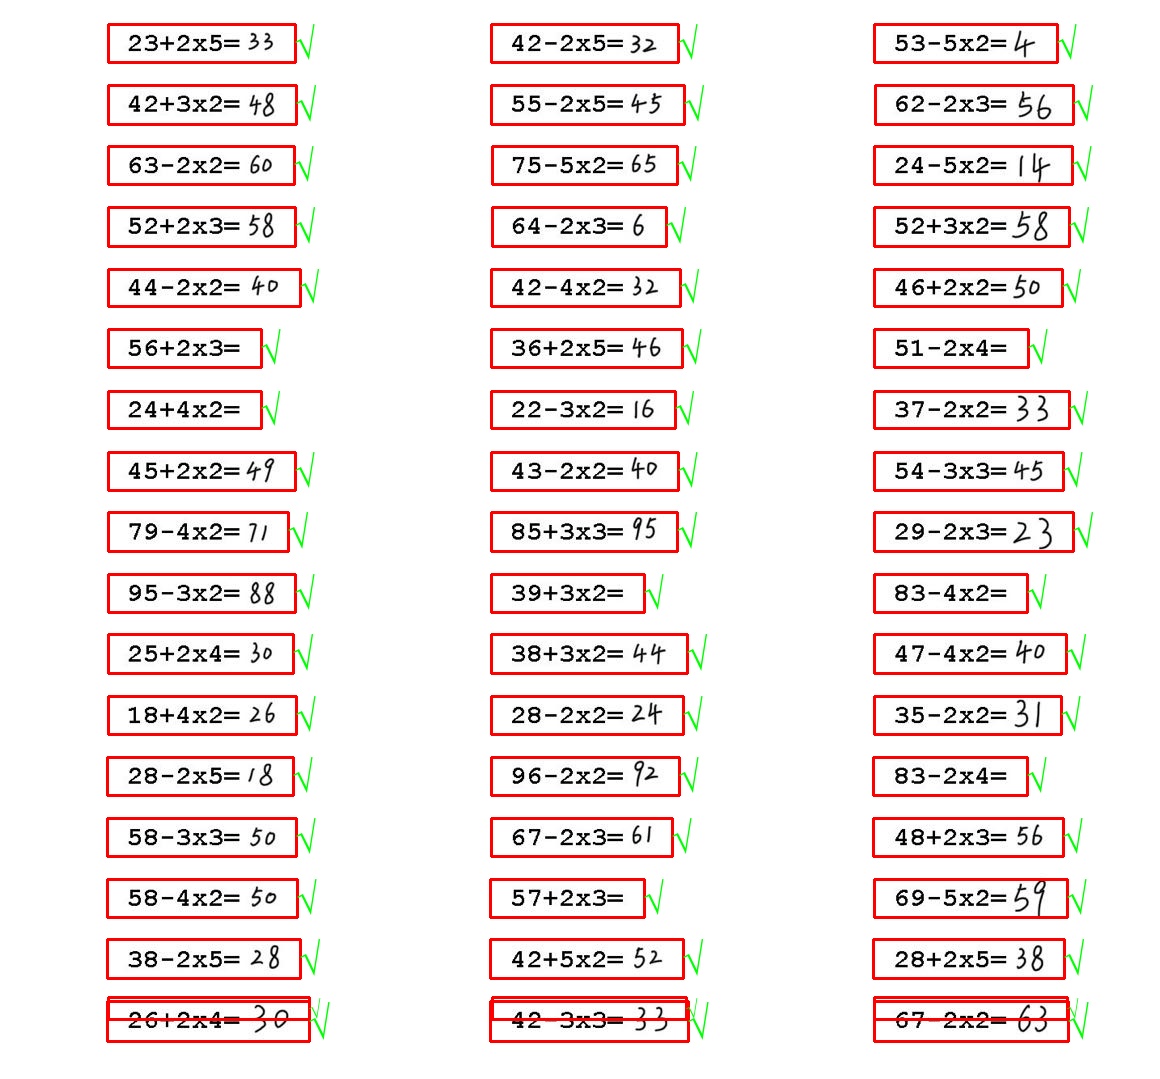 23+2x5= 33 42-2x5= 32 53-5x2= 4
42+3x2= 48 55-2x5= 45 62-2x3= 56
63-2x2= 60 75-5x2= 65 24-5x2= 14
52+2x3= 58 64-2x3= 6 52+3x2= 58
44-2x2= 40 42-4x2= 32 46+2x2= 50
56+2x3= 36+2x5= 46 51-2x4=
24+4x2= 22-3x2= 16 37-2x2= 33
45+2x2= 49 43-2x2= 40 54-3x3= 45
79-4x2= 71 85+3x3= 95 29-2x3= 23
95-3x2= 88 39+3x2= 83-4x2=
25+2x4= 30 38+3x2= 44 47-4x2= 40
18+4x2= 26 28-2x2= 24 35-2x2= 31
28-2x5= 18 96-2x2= 92 83-2x4=
58-3x3= 50 67-2x3= 61 48+2x3= 56
58-4x2= 50 57+2x3= 69-5x2= 59
38-2x5= 28 42+5x2= 52 28+2x5= 38
26+2x4= 30 42-3x3= 33 67-2x2= 63